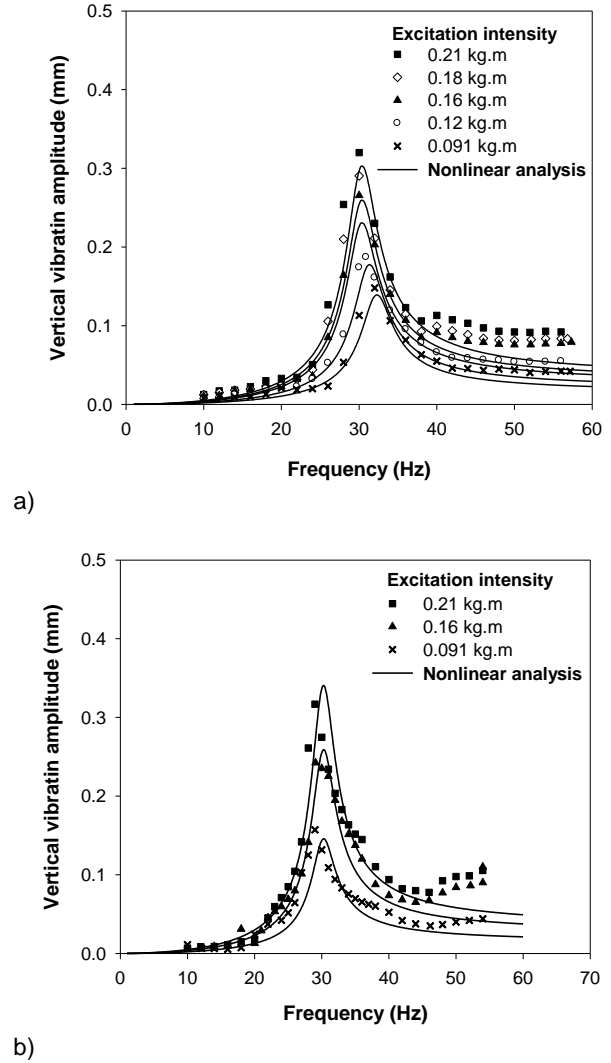 0.5
Excitation intensity
0.21 kg.m
0.4
0.18 kg.m
0.16 kg.m
0.12 kg.m
0.3
0.091 kg.m
Nonlinear analysis
0.2
0.1
0.0
0 10 20 30 40 50 60 70
Vertical vibratin amplitude (mm)
Frequency (Hz)
a)
0.5
Excitation intensity
0.21 kg.m
0.4
0.16 kg.m
0.091 kg.m
0.3
Nonlinear analysis
0.2
0.1
0.0
0 10 20 30 40 50 60 70
Vertical vibratin amplitude (mm)
Frequency (Hz)
b)